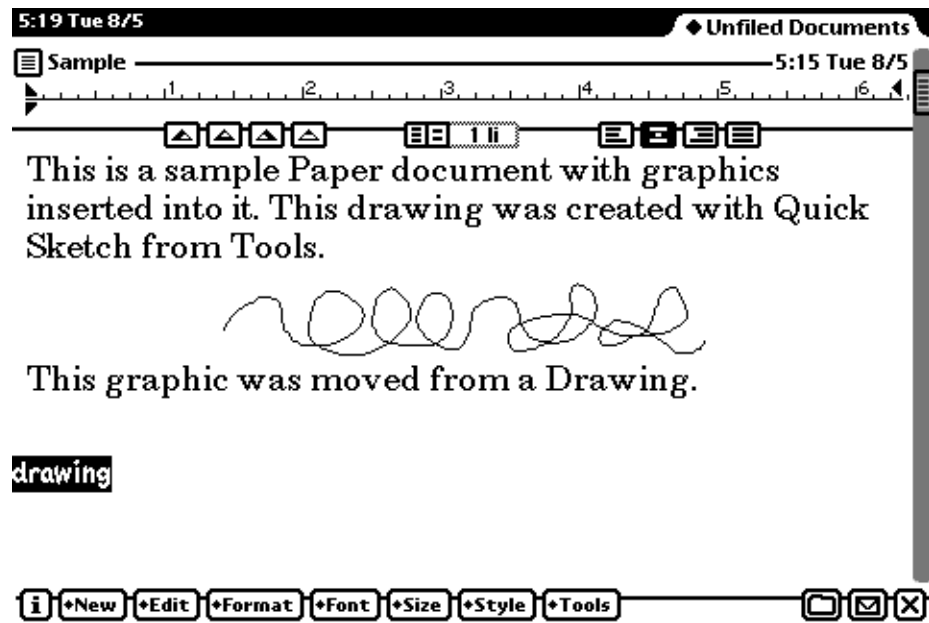 5:19 Tue 8/5 ◆Unfiled Documents
Sample 5:15 Tue 8/5
1 2 3 4 5 6
1 li
This is a sample Paper document with graphics
inserted into it. This drawing was created with Quick
Sketch from Tools.
This graphic was moved from a Drawing.
drawing
i ◆New ◆Edit ◆Format ◆Font ◆Size ◆Style ◆Tools X